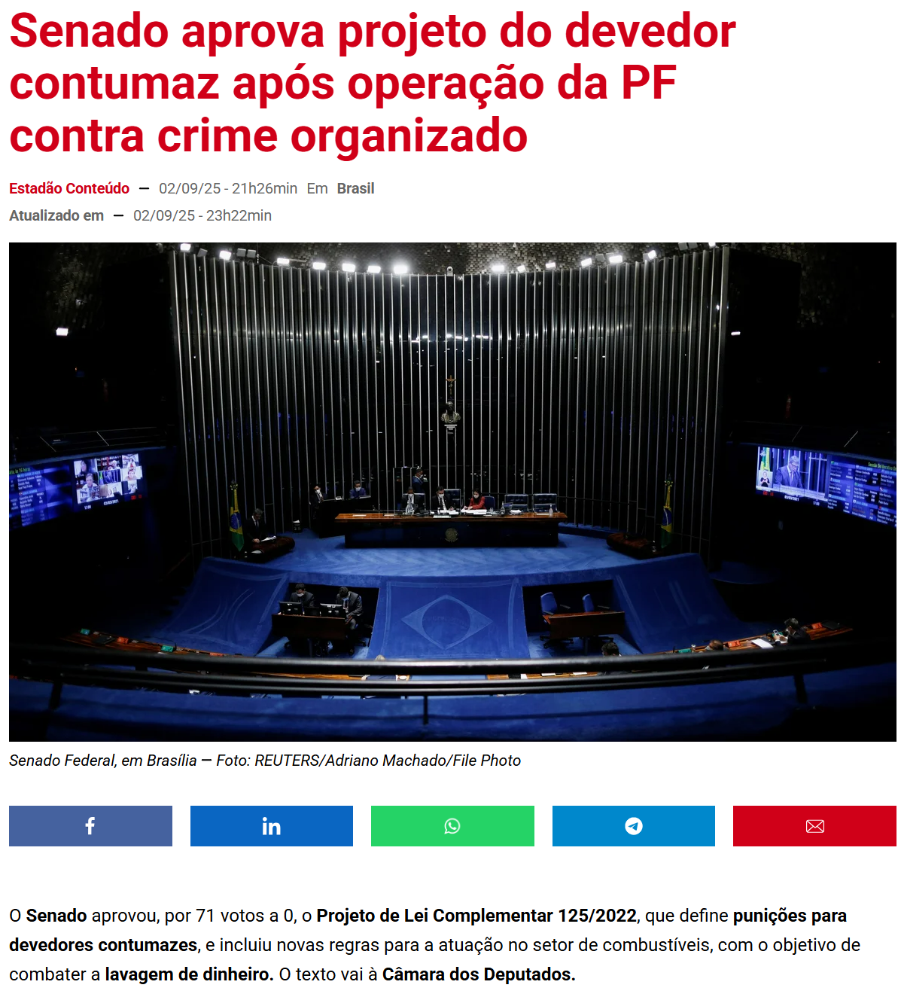 Senado aprova projeto do devedor
contumaz após operação da PF
contra crime organizado
Estadão Conteúdo — 02/09/25 - 21h26min Em Brasil
Atualizado em — 02/09/25 - 23h22min
Senado Federal, em Brasília — Foto: REUTERS/Adriano Machado/File Photo
O Senado aprovou, por 71 votos a 0, o Projeto de Lei Complementar 125/2022, que define punições para
devedores contumazes, e incluiu novas regras para a atuação no setor de combustíveis, com o objetivo de
combater a lavagem de dinheiro. O texto vai à Câmara dos Deputados.